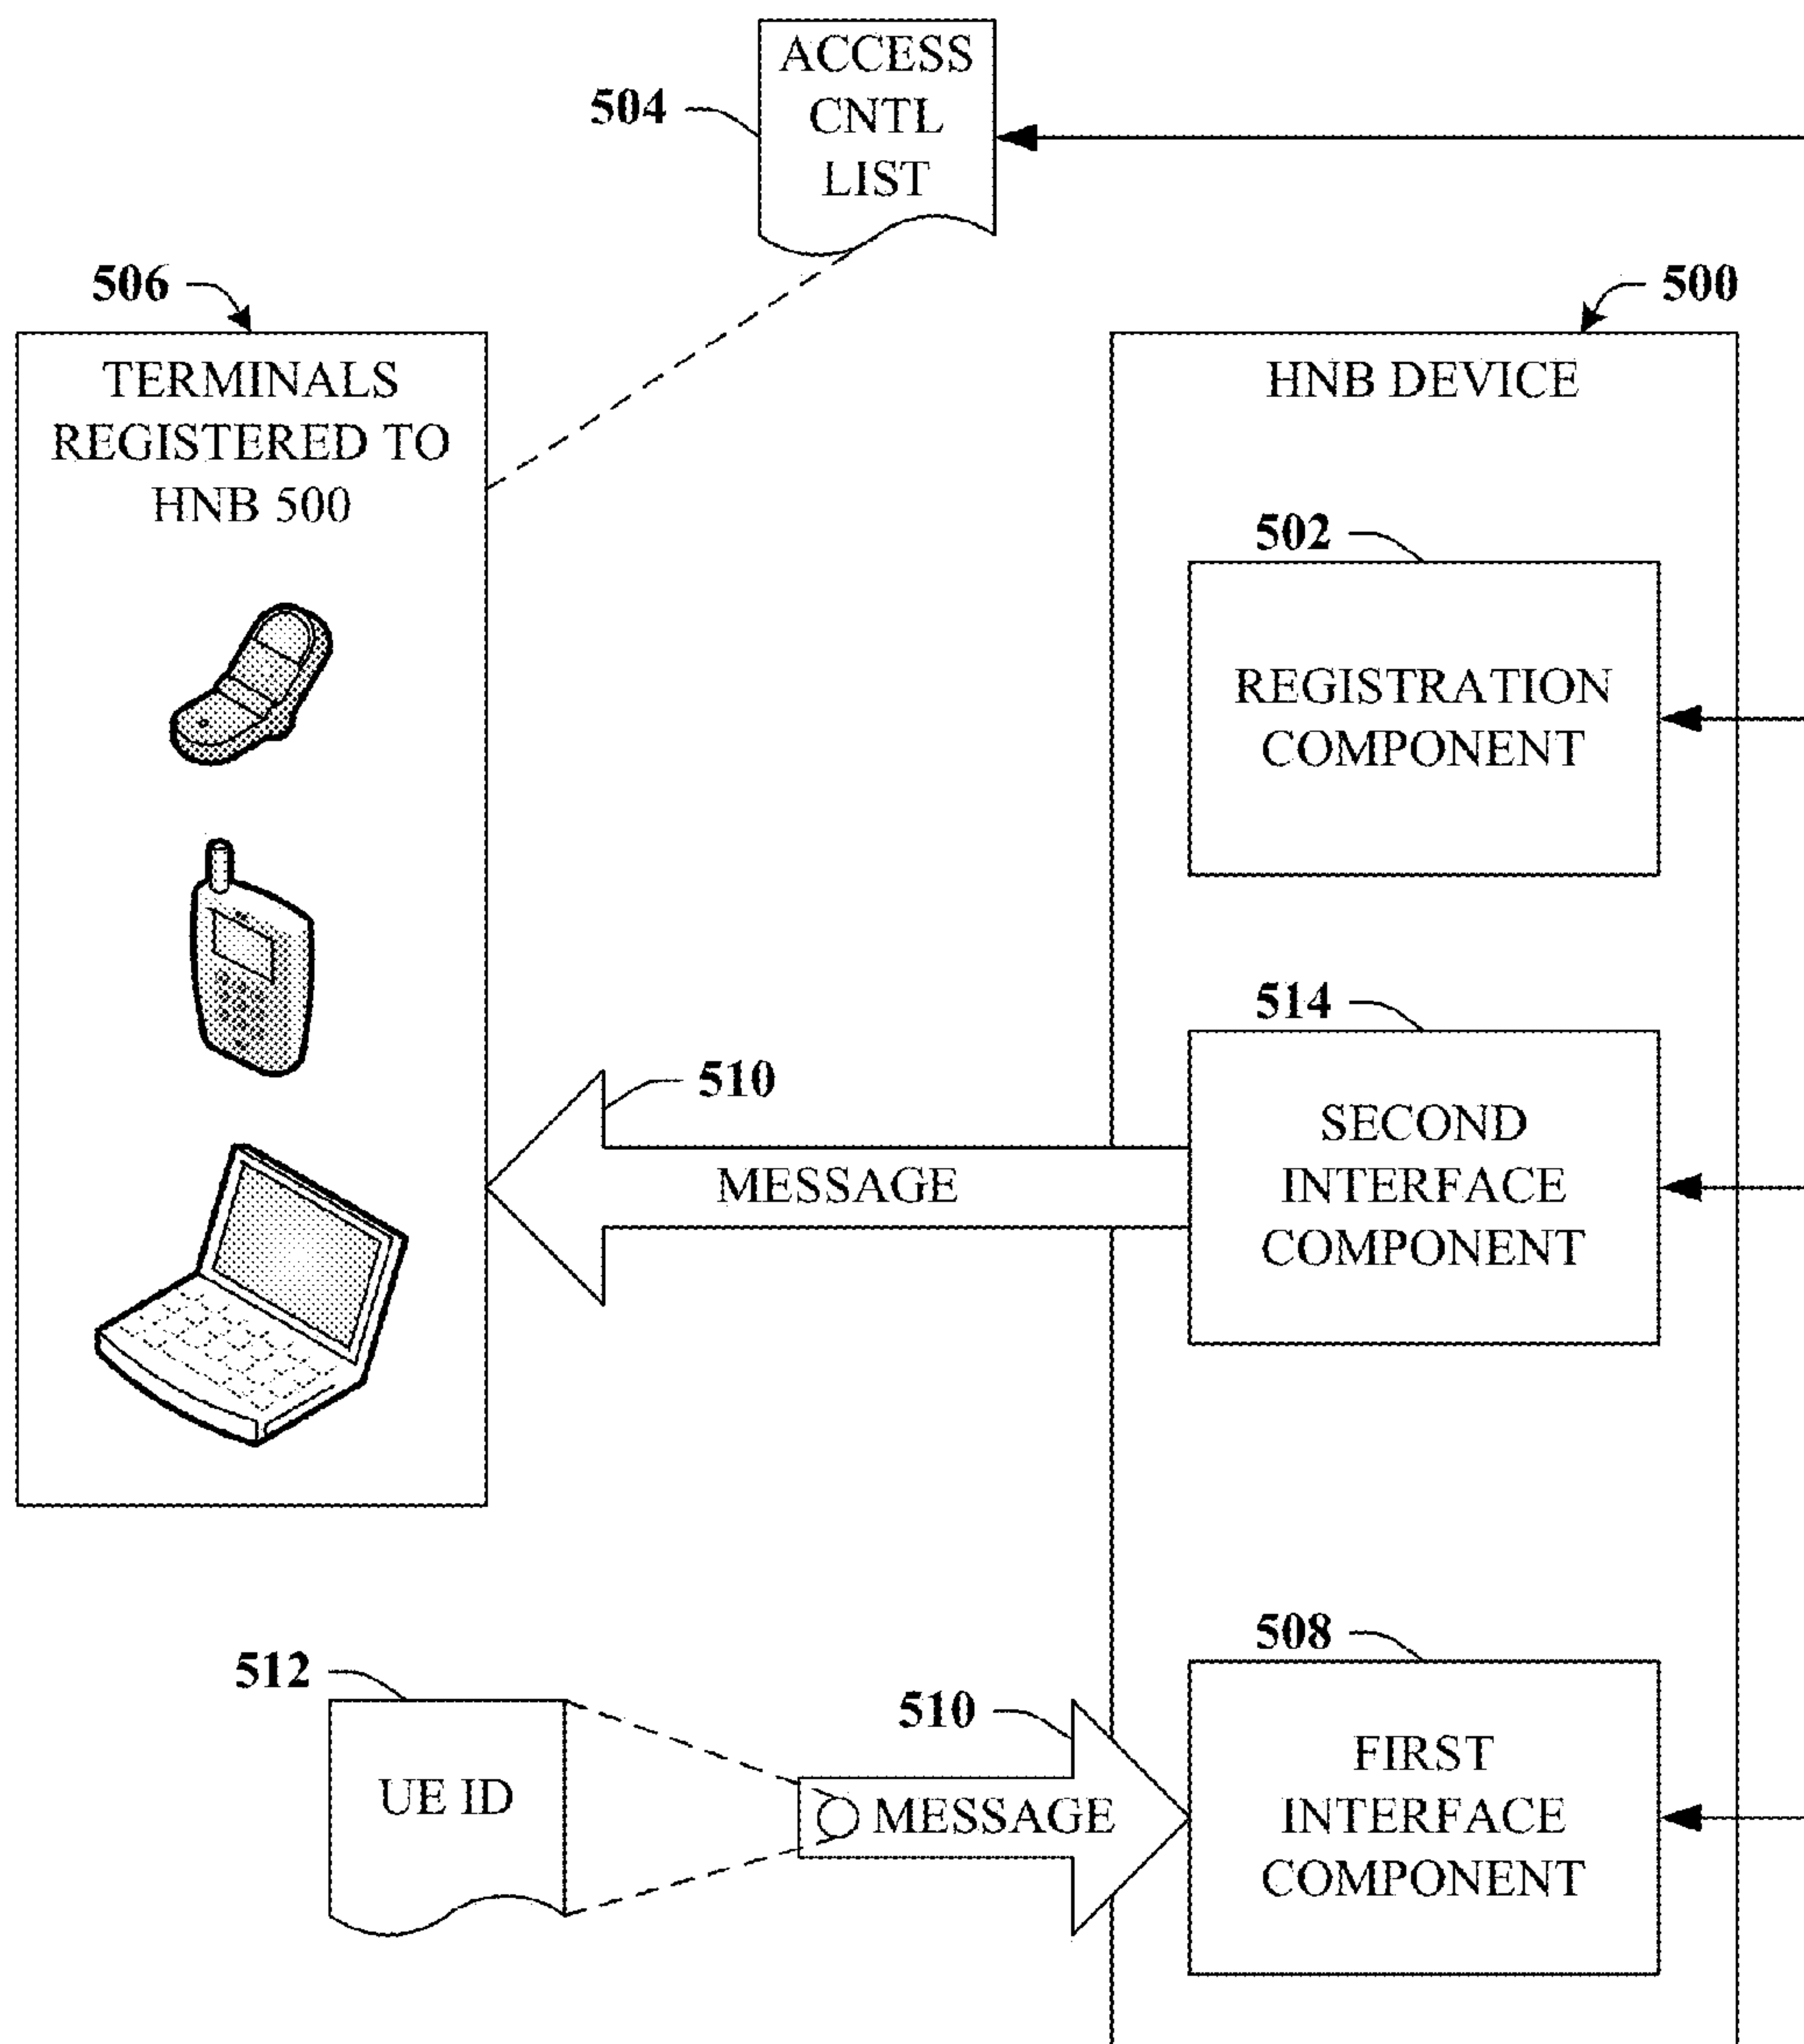 ACCESS
CNTL
LIST
504
506
500
TERMINALS
REGISTERED TO
HNB 500
HNB DEVICE
502
REGISTRATION
COMPONENT
514
510
SECOND
INTERFACE
COMPONENT
MESSAGE
508
512
510
UE ID
MESSAGE
FIRST
INTERFACE
COMPONENT